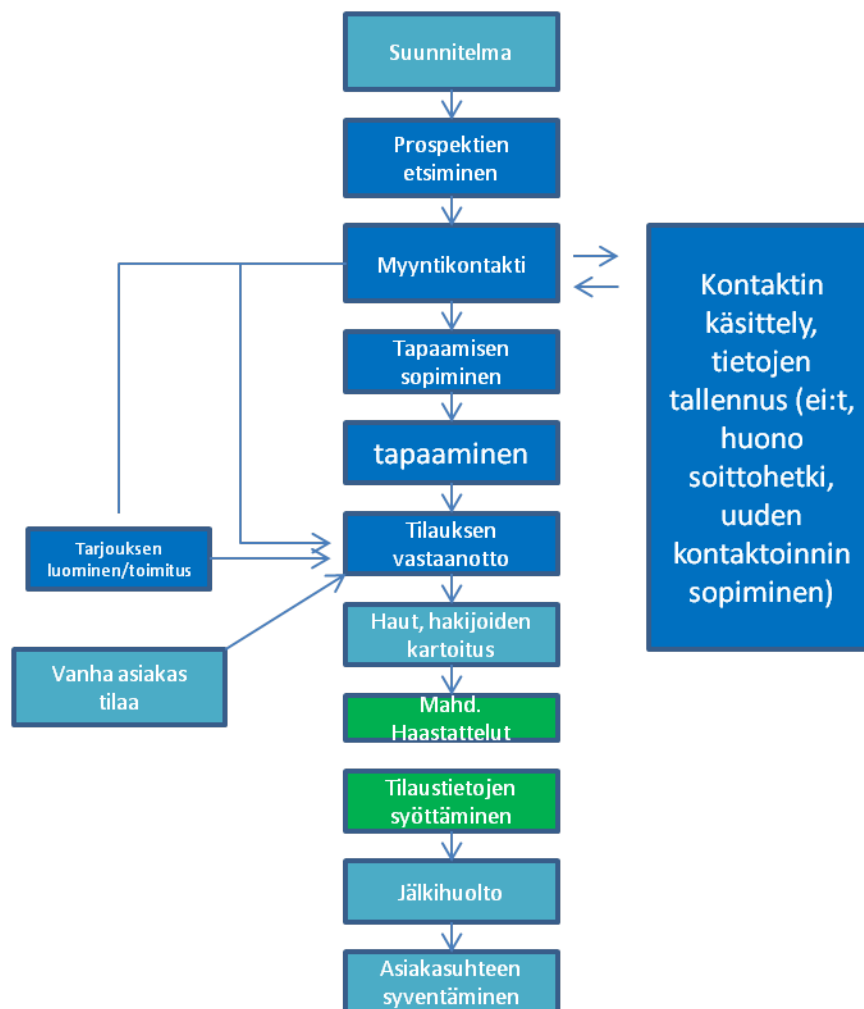 Suunnitelma
Prospektien
etsiminen
Myyntikontakti
Kontaktin
käsittely,
tietojen
tallennus (ei:t,
huono
soittohetki,
uuden
kontaktoinnin
sopiminen)
Tapaamisen
sopiminen
tapaaminen
Tarjouksen
luominen/toimitus
Tilauksen
vastaanotto
Vanha asiakas
tilaa
Haut, hakijoiden
kartoitus
Mahd.
Haastattelut
Tilaustietojen
syöttäminen
Jälkihuolto
Asiakasuhteen
syventäminen